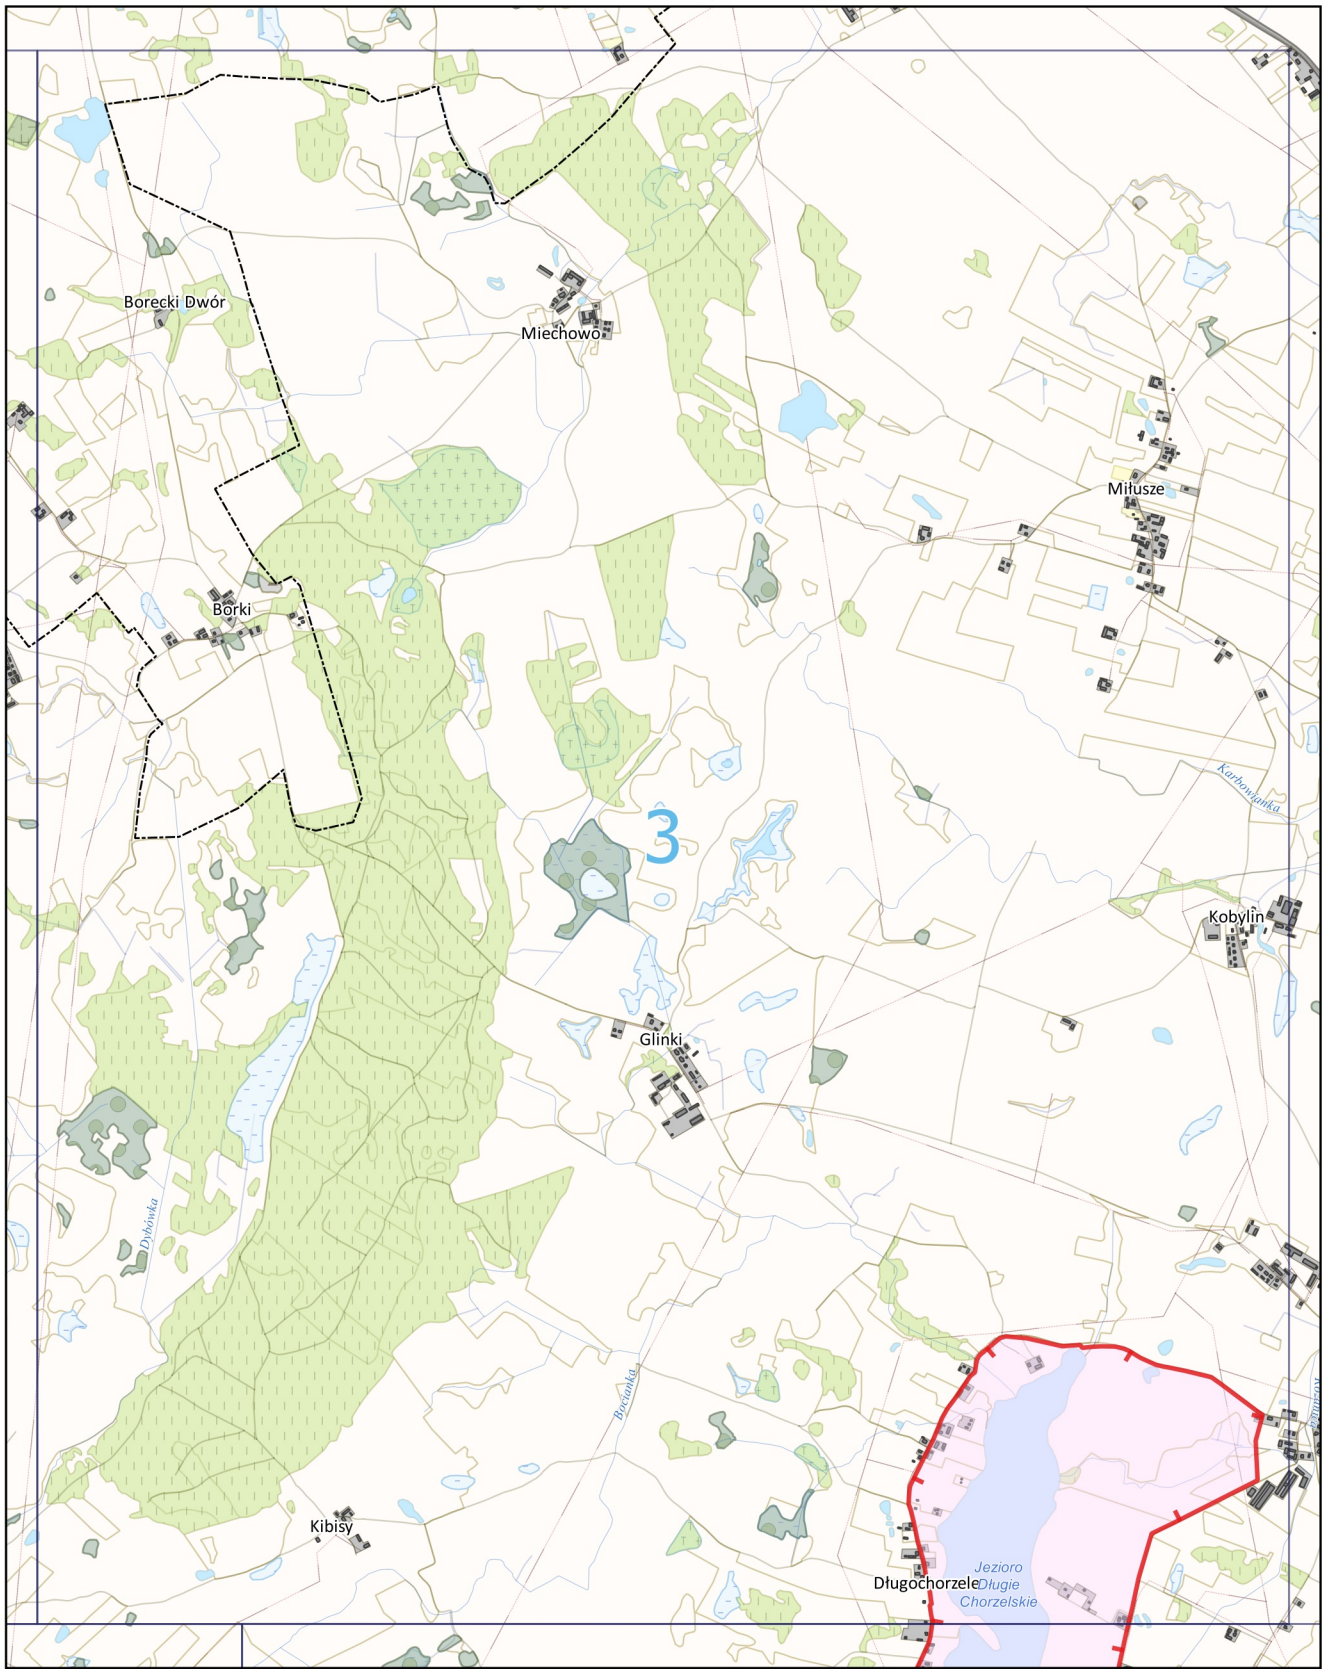 Borecki Dwór
Miechowo
Miłusze
Borki
Karbowianka
3
Kobylin
Glinki
Dybówka
Bocianka
Kibisy
Długochorzele
Jezioro
Długie
Chorzelskie